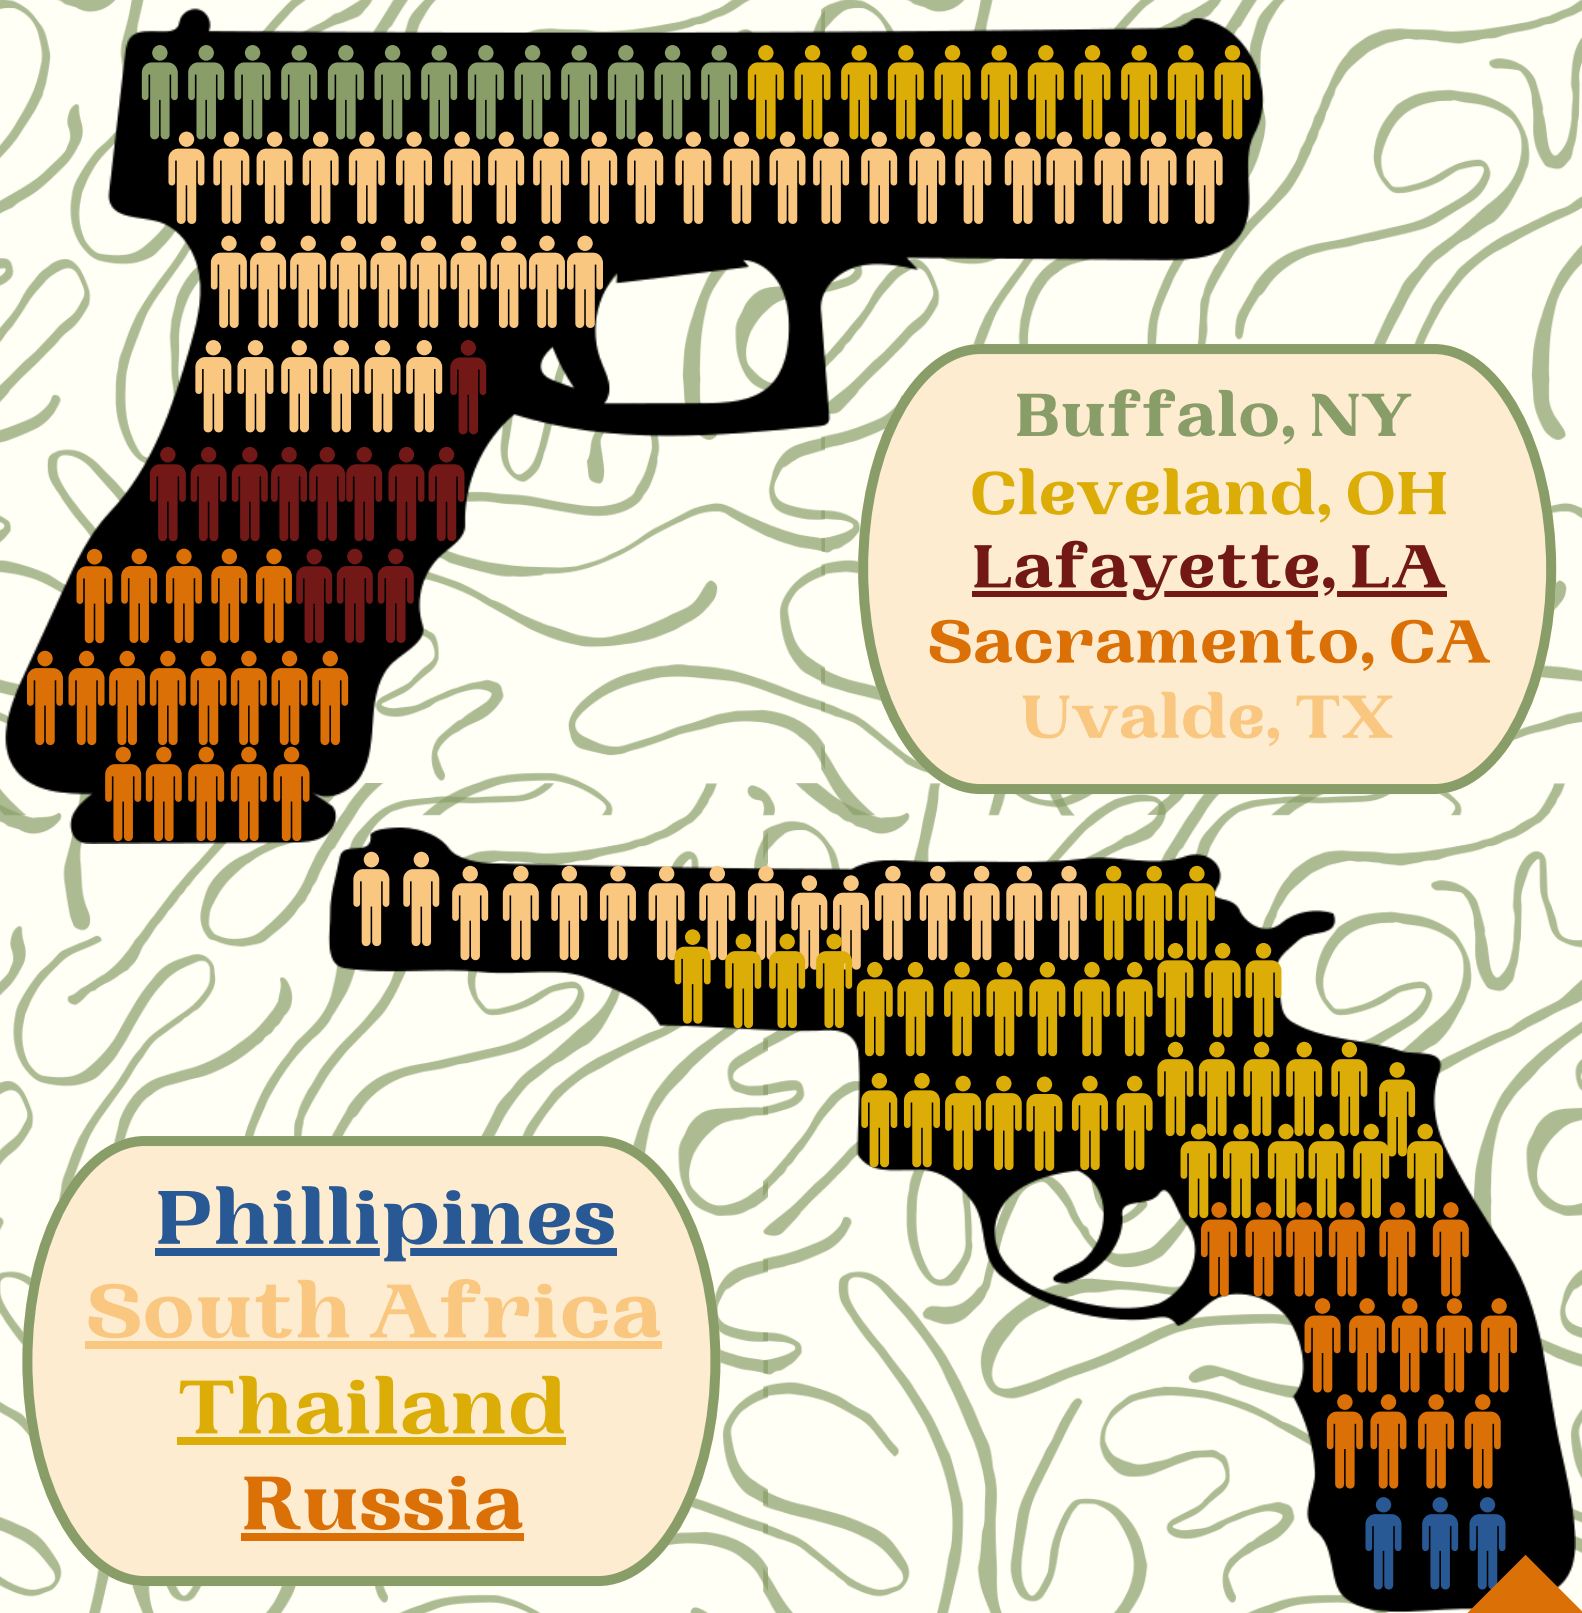 Buffalo, NY
Cleveland, OH
Lafayette, LA
Sacramento, CA
Uvalde, TX
Phillipines
South Africa
Thailand
Russia